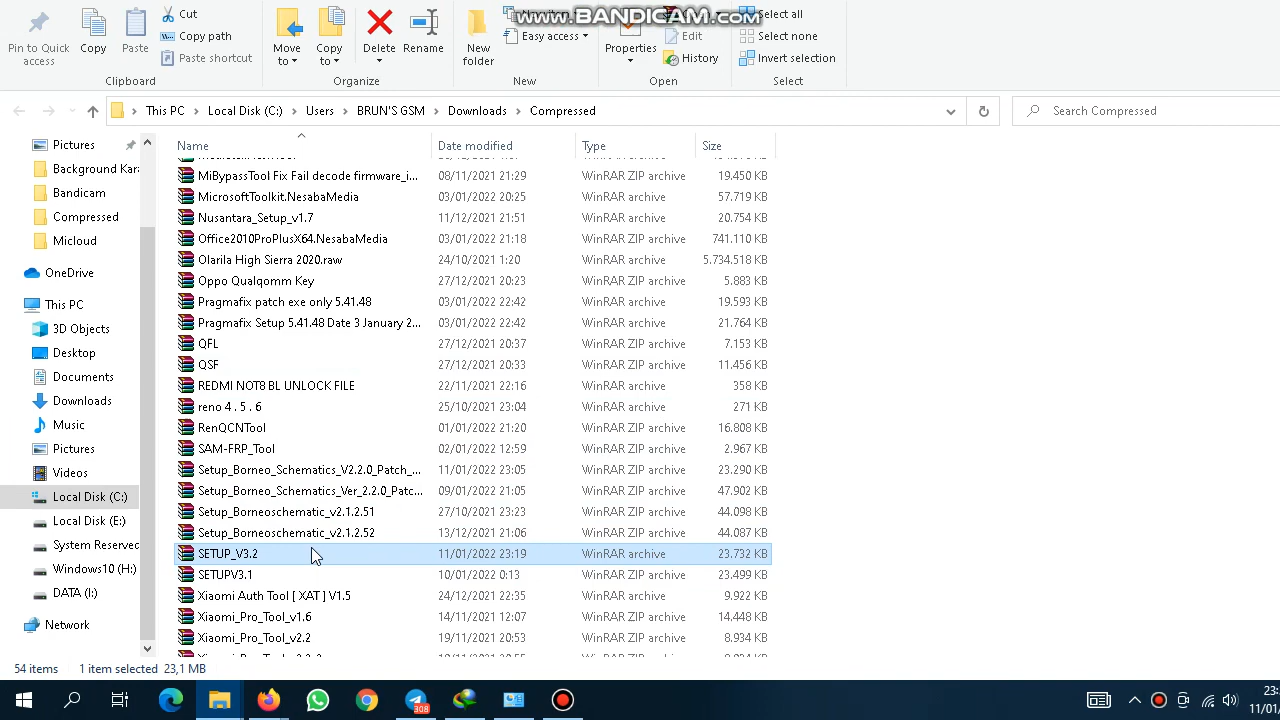 www.BANDICAM.com
Cut
Select all
Copy path
Easy access
Edit
Select none
Paste shortcut
History
Invert selection
Pin to Quick access
Copy
Paste
Move to
Copy to
Delete
Rename
New folder
Properties
Clipboard
Organize
New
Open
Select
This PC > Local Disk (C:) > Users > BRUN'S GSM > Downloads > Compressed
Search Compressed
Pictures
Background Kar
Bandicam
Compressed
Micloud
OneDrive
This PC
3D Objects
Desktop
Documents
Downloads
Music
Pictures
Videos
Local Disk (C:)
Local Disk (E:)
System Reserved
Windows10 (H:)
DATA (I:)
Network
Name Date modified Type Size
MiBypassTool Fix Fail decode firmware_i... 08/11/2021 21:29 WinRAR ZIP archive 19.450 KB
MicrosoftToolkit.NesabaMedia 03/01/2022 20:25 WinRAR archive 57.719 KB
Nusantara_Setup_v1.7 11/12/2021 21:51 WinRAR ZIP archive 20.754 KB
Office2010ProPlusX64.NesabaMedia 03/01/2022 21:18 WinRAR archive 741.110 KB
Olarila High Sierra 2020.raw 24/10/2021 1:20 WinRAR archive 5.734.518 KB
Oppo Qualqomm Key 27/12/2021 20:23 WinRAR ZIP archive 5.883 KB
Pragmafix patch exe only 5.41.48 03/01/2022 22:42 WinRAR archive 19.593 KB
Pragmafix Setup 5.41.48 Date 3 January 2... 03/01/2022 22:42 WinRAR ZIP archive 21.764 KB
QFL 27/12/2021 20:37 WinRAR ZIP archive 7.153 KB
QSF 27/12/2021 20:33 WinRAR ZIP archive 11.456 KB
REDMI NOT8 BL UNLOCK FILE 22/11/2021 22:16 WinRAR archive 358 KB
reno 4 . 5 . 6 25/10/2021 23:04 WinRAR archive 271 KB
RenQCNTool 01/01/2022 21:20 WinRAR ZIP archive 16.808 KB
SAM-FRP_Tool 02/01/2022 12:59 WinRAR archive 2.967 KB
Setup_Borneo_Schematics_V2.2.0_Patch_... 11/01/2022 23:05 WinRAR ZIP archive 23.290 KB
Setup_Borneo_Schematics_Ver_2.2.0_Patc... 09/01/2022 21:05 WinRAR ZIP archive 47.902 KB
Setup_Borneoschematic_v2.1.2.51 27/10/2021 23:23 WinRAR archive 44.098 KB
Setup_Borneoschematic_v2.1.2.52 13/12/2021 21:06 WinRAR ZIP archive 44.087 KB
SETUP_V3.2 11/01/2022 23:19 WinRAR archive 23.732 KB
SETUPV3.1 10/01/2022 0:13 WinRAR ZIP archive 23.499 KB
Xiaomi Auth Tool [ XAT ] V1.5 24/12/2021 22:35 WinRAR archive 9.922 KB
Xiaomi_Pro_Tool_v1.6 14/11/2021 12:07 WinRAR ZIP archive 14.448 KB
Xiaomi_Pro_Tool_v2.2 19/11/2021 20:53 WinRAR ZIP archive 8.934 KB
54 items 1 item selected 23,1 MB
308
23:
11/01